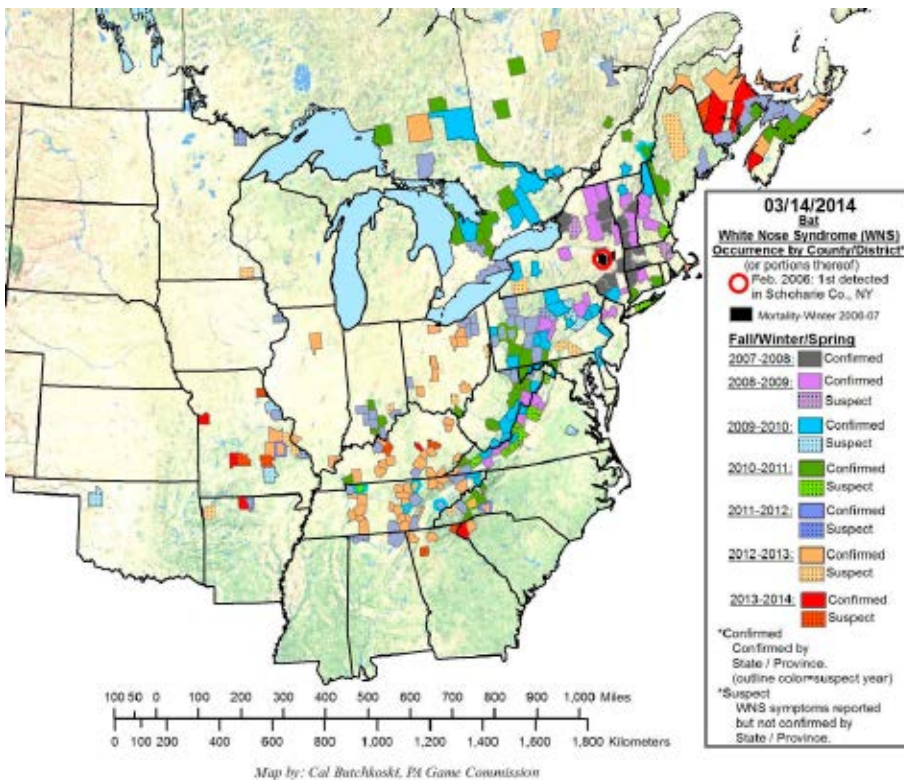 03/14/2014
Bat
White Nose Syndrome (WNS)
Occurrence by County/District*
(or portions thereof)
Feb. 2006: 1st detected
in Schoharie Co., NY
Mortality-Winter 2006-07
Fall/Winter/Spring
2007-2008: Confirmed
2008-2009: Confirmed
Suspect
2009-2010: Confirmed
Suspect
2010-2011: Confirmed
Suspect
2011-2012: Confirmed
Suspect
2012-2013: Confirmed
Suspect
2013-2014: Confirmed
Suspect
*Confirmed
Confirmed by
State / Province.
(outline color=suspect year)
*Suspect
WNS symptoms reported
but not confirmed by
State / Province.
100 50 0 100 200 300 400 500 600 700 800 900 1,000 Miles
0 100 200 400 600 800 1,000 1,200 1,400 1,600 1,800 Kilometers
Map by: Cal Butchkoski, PA Game Commission